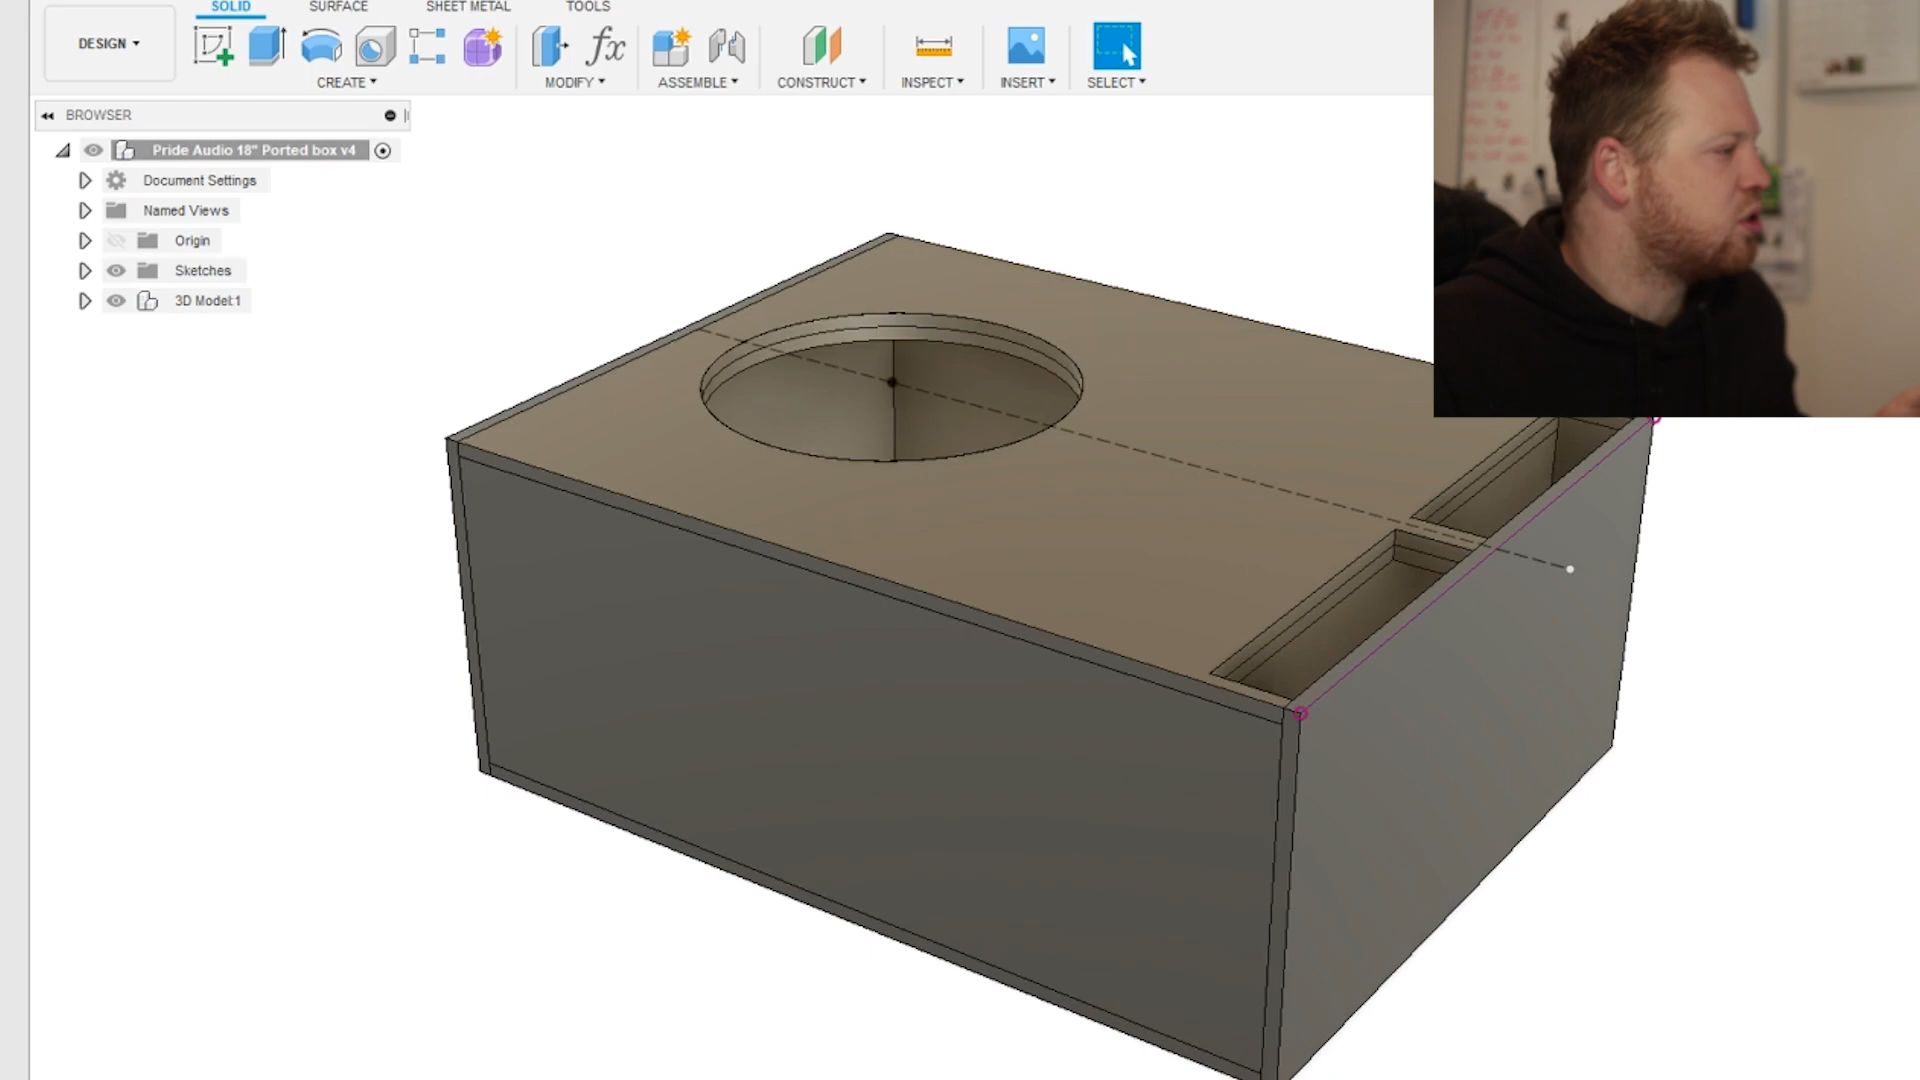 SOLID SURFACE SHEET METAL TOOLS
DESIGN
fx
CREATE MODIFY ASSEMBLE CONSTRUCT INSPECT INSERT SELECT
BROWSER
Pride Audio 18" Ported box v4
Document Settings
Named Views
Origin
Sketches
3D Model:1